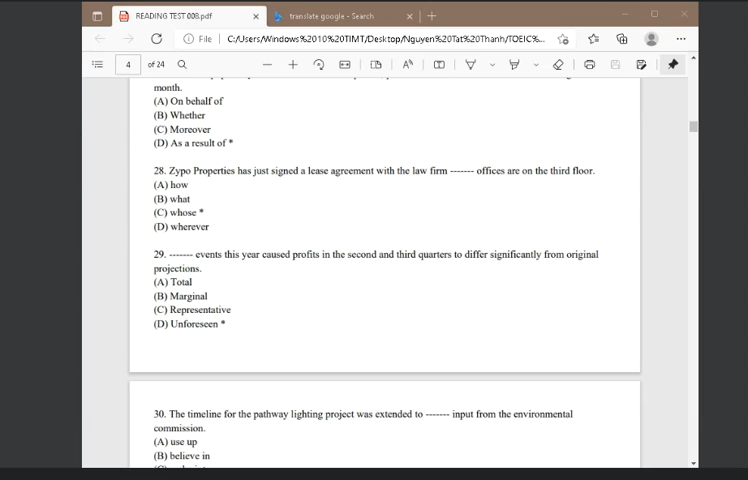 READING TEST 008.pdf
translate google - Search
File
C:/Users/Windows%2010%20TIMT/Desktop/Nguyen%20Tat%20Thanh/TOEIC%...
4 of 24
month.
(A) On behalf of
(B) Whether
(C) Moreover
(D) As a result of *
28. Zypo Properties has just signed a lease agreement with the law firm ------- offices are on the third floor.
(A) how
(B) what
(C) whose *
(D) wherever
29. ------- events this year caused profits in the second and third quarters to differ significantly from original
projections.
(A) Total
(B) Marginal
(C) Representative
(D) Unforeseen *
30. The timeline for the pathway lighting project was extended to ------- input from the environmental
commission.
(A) use up
(B) believe in